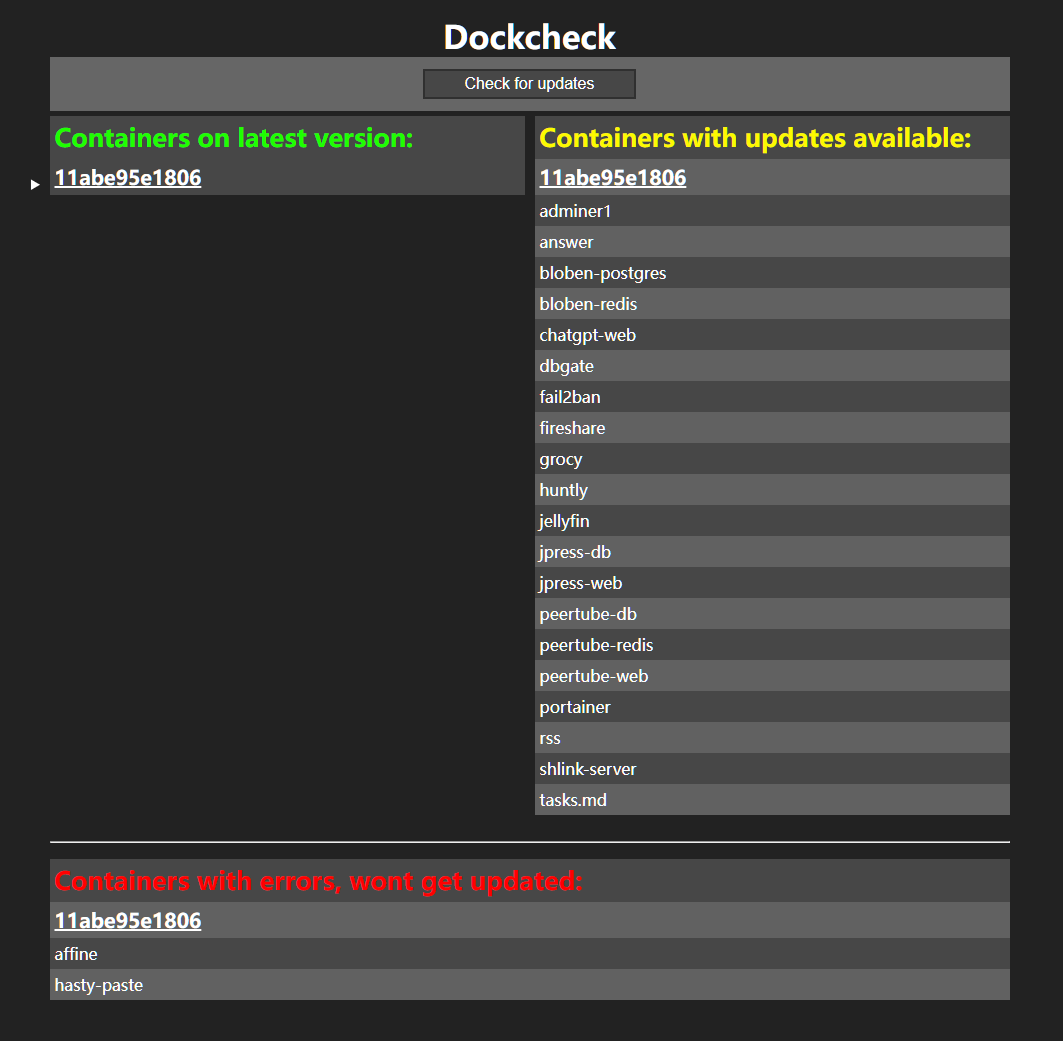 Dockcheck
Check for updates
Containers on latest version:
11abe95e1806
Containers with updates available:
11abe95e1806
adminer1
answer
bloben-postgres
bloben-redis
chatgpt-web
dbgate
fail2ban
fireshare
grocy
huntly
jellyfin
jpress-db
jpress-web
peertube-db
peertube-redis
peertube-web
portainer
rss
shlink-server
tasks.md
Containers with errors, wont get updated:
11abe95e1806
affine
hasty-paste